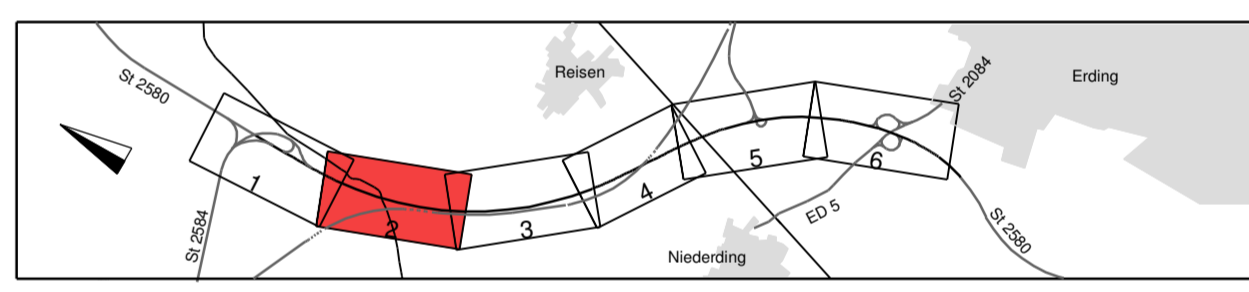 St 2580
Reisen
St 2084
Erding
1
2
3
4
5
6
St 2584
ED 5
Niederding
St 2580